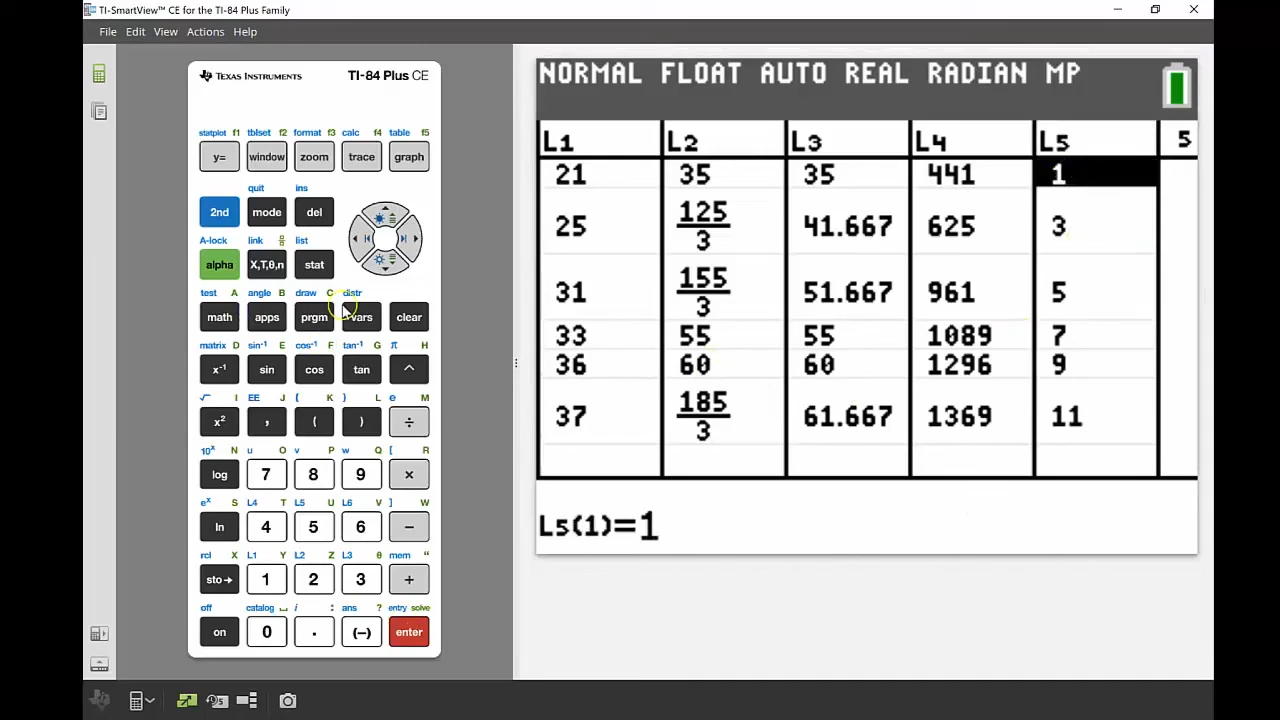 TI-SmartView™ CE for the TI-84 Plus Family
File Edit View Actions Help
TEXAS INSTRUMENTS TI-84 Plus CE
statplot f1 tblset f2 format f3 calc f4 table f5
y= window zoom trace graph
quit ins
2nd mode del
A-lock link list
alpha X,T,θ,n stat
test A angle B draw C distr
math apps prgm vars clear
matrix D sin⁻¹ E cos⁻¹ F tan⁻¹ G π H
x⁻¹ sin cos tan ^
√ I EE J { K } L e M
x² , ( ) ÷
10ˣ N u O v P w Q [ R
log 7 8 9 ×
eˣ S L4 T L5 U L6 V ] W
ln 4 5 6 −
rcl X L1 Y L2 Z L3 θ mem "
sto→ 1 2 3 +
off catalog ⎵ i : ans ? entry solve
on 0 . (−) enter
NORMAL FLOAT AUTO REAL RADIAN MP
L1 L2 L3 L4 L5 5
21 35 35 441 1
25 125/3 41.667 625 3
31 155/3 51.667 961 5
33 55 55 1089 7
36 60 60 1296 9
37 185/3 61.667 1369 11
L5(1)=1